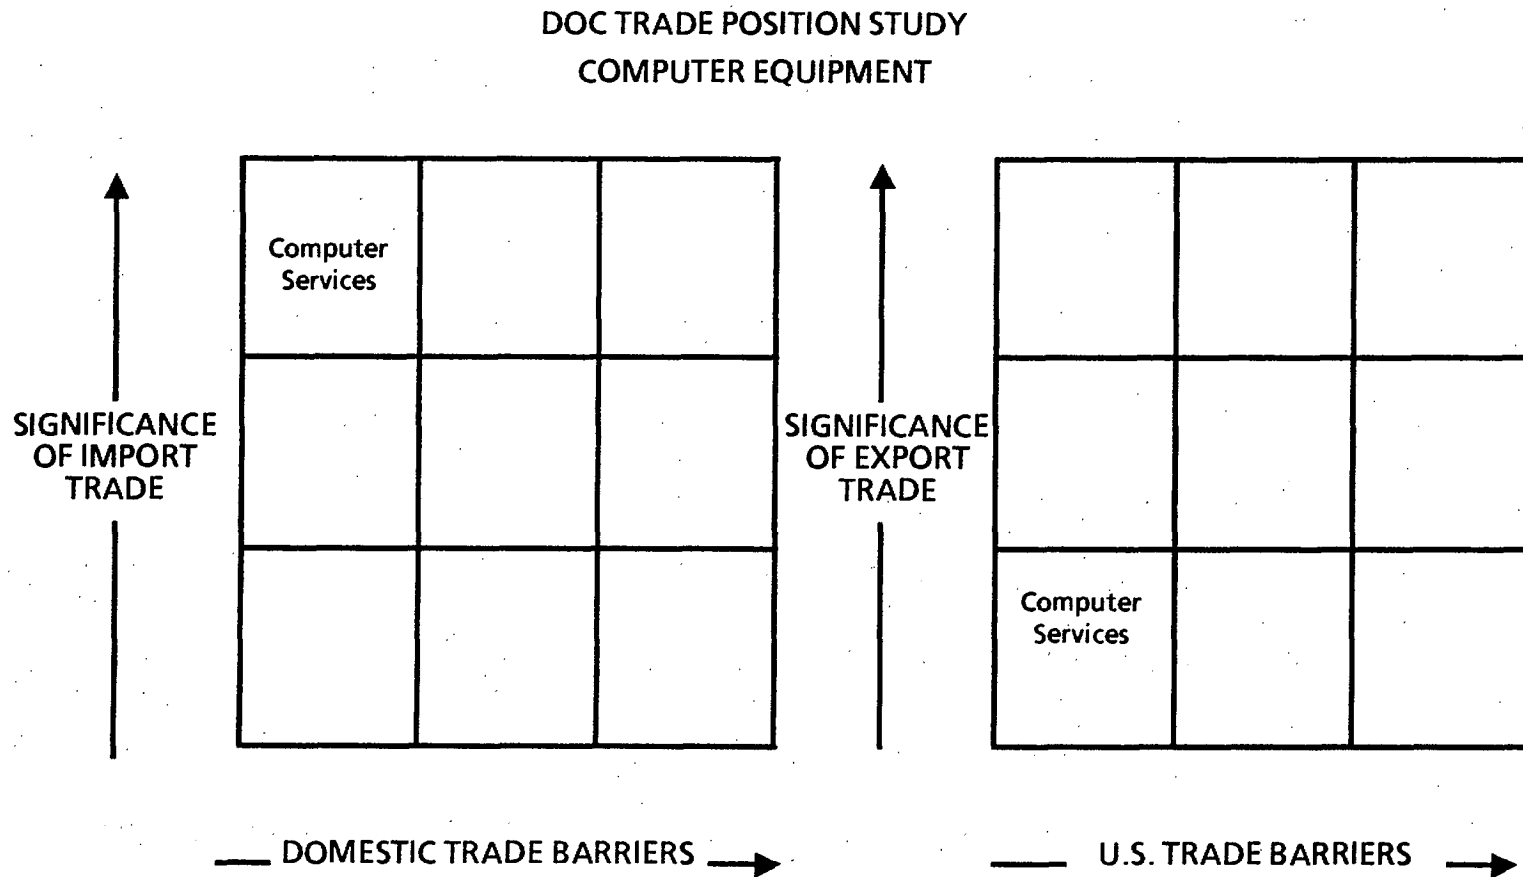 DOC TRADE POSITION STUDY
COMPUTER EQUIPMENT
Computer
Services
SIGNIFICANCE
OF IMPORT
TRADE
DOMESTIC TRADE BARRIERS
SIGNIFICANCE
OF EXPORT
TRADE
Computer
Services
U.S. TRADE BARRIERS